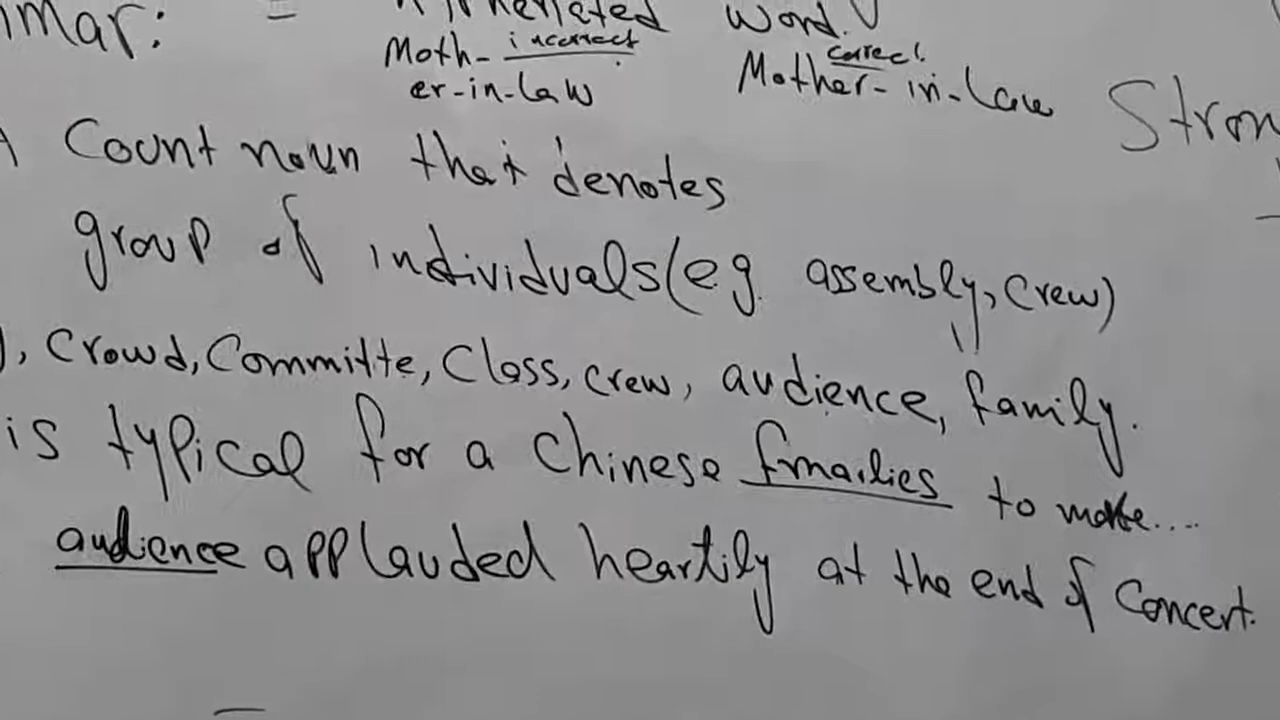 mmar: - Word.
Moth- incorrect
er-in-law
correct
Mother-in-law
Stron
A Count noun that denotes
group of individuals (e.g. assembly, crew)
), Crowd, Committe, Class, crew, audience, family.
is typical for a Chinese fmailies to make....
audience applauded heartily at the end of Concert.